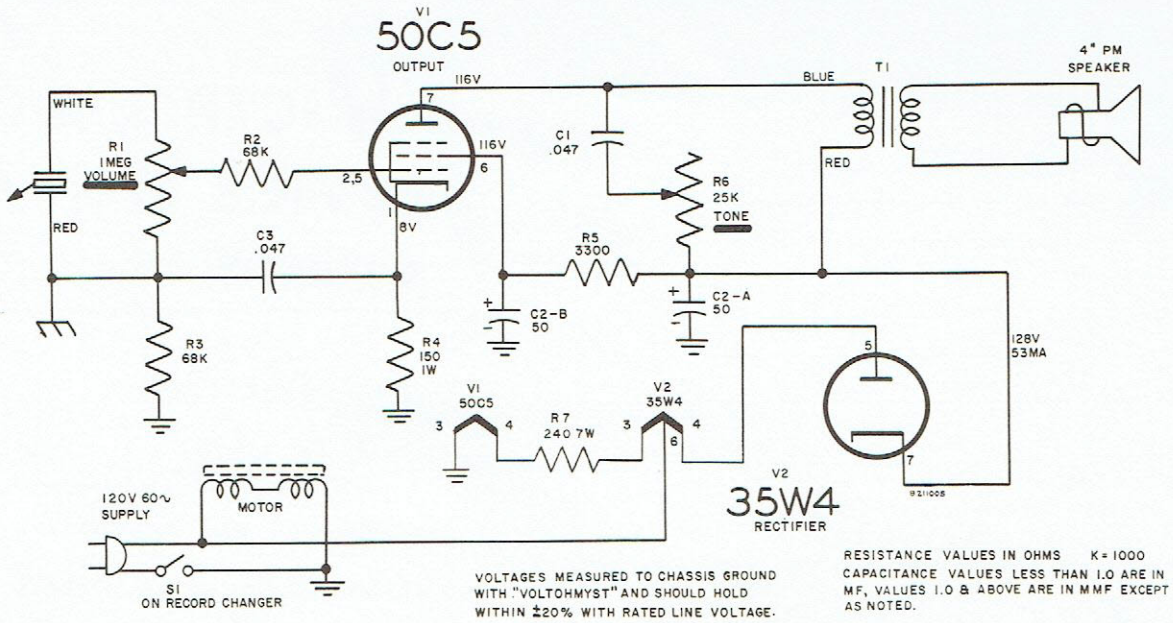 V1
50C5
OUTPUT
116V
7
BLUE
T1
4" PM
SPEAKER
WHITE
R1
1 MEG
VOLUME
R2
68K
2,5
116V
6
C1
.047
RED
R6
25K
TONE
1
8V
RED
C3
.047
R5
3300
C2-B
50
C2-A
50
R3
68K
R4
150
1W
128V
53MA
V1
50C5
3
4
R7
240 7W
V2
35W4
3
6
4
5
7
8211005
V2
35W4
RECTIFIER
120V 60~
SUPPLY
MOTOR
S1
ON RECORD CHANGER
VOLTAGES MEASURED TO CHASSIS GROUND
WITH "VOLTOHMYST" AND SHOULD HOLD
WITHIN ±20% WITH RATED LINE VOLTAGE.
RESISTANCE VALUES IN OHMS K = 1000
CAPACITANCE VALUES LESS THAN 1.0 ARE IN
MF, VALUES 1.0 & ABOVE ARE IN MMF EXCEPT
AS NOTED.